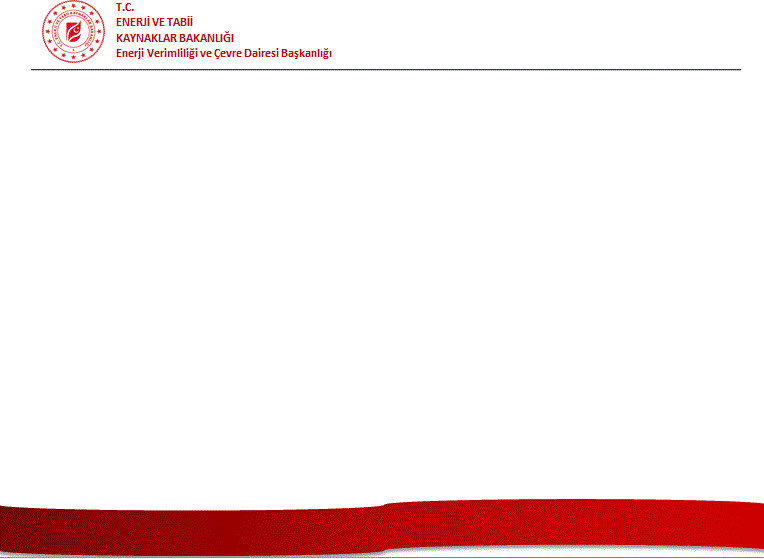 T.C.
ENERJİ VE TABİİ
KAYNAKLAR BAKANLIĞI
Enerji Verimliliği ve Çevre Dairesi Başkanlığı